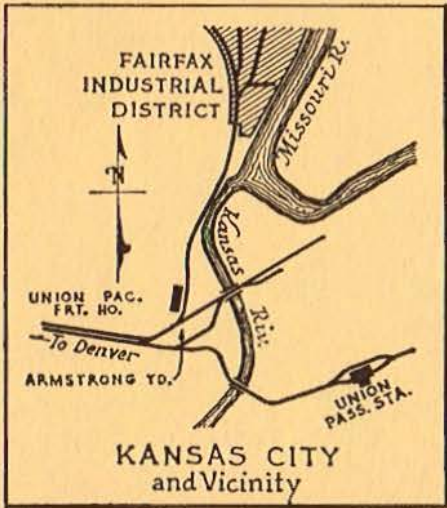 FAIRFAX
INDUSTRIAL
DISTRICT
Missouri R.
N
Kansas
Riv.
UNION PAC.
FRT. HO.
To Denver
ARMSTRONG YD.
UNION
PASS. STA.
KANSAS CITY
and Vicinity